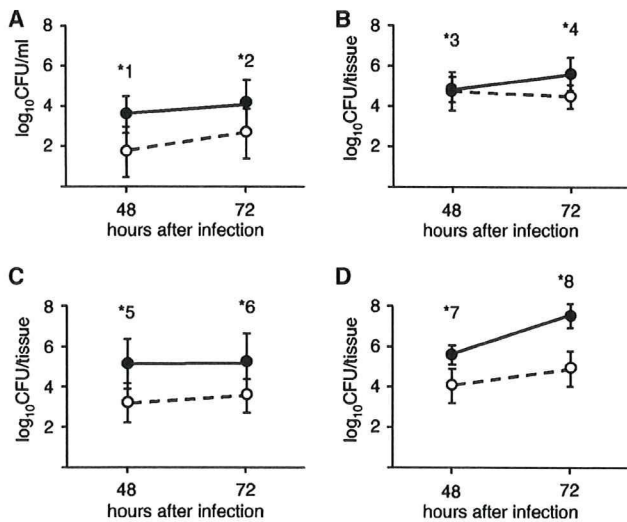 A
log10CFU/ml
8
6
4
2
*1
*2
48
72
hours after infection
B
log10CFU/tissue
8
6
4
2
*3
*4
48
72
hours after infection
C
log10CFU/tissue
8
6
4
2
*5
*6
48
72
hours after infection
D
log10CFU/tissue
8
6
4
2
*7
*8
48
72
hours after infection